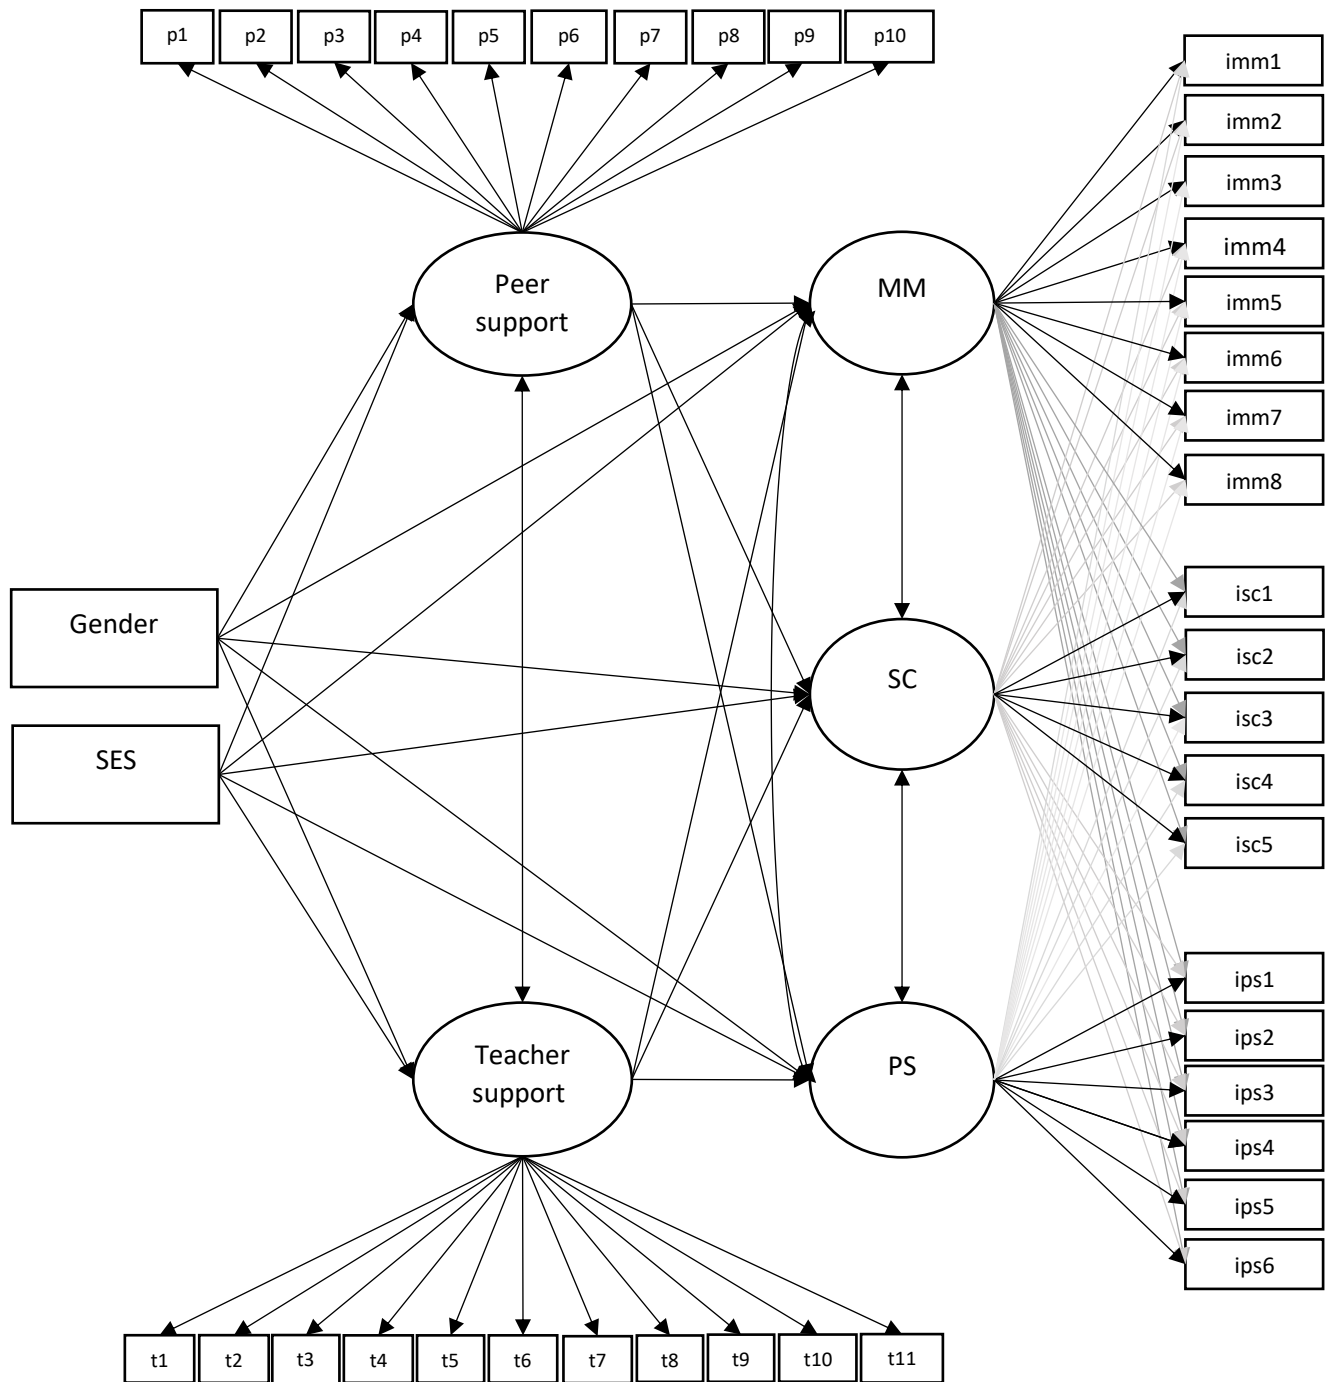 p1
p2
p3
p4
p5
p6
p7
p8
p9
p10
imm1
imm2
imm3
imm4
imm5
imm6
imm7
imm8
Peer
support
MM
Gender
SES
SC
isc1
isc2
isc3
isc4
isc5
Teacher
support
PS
ips1
ips2
ips3
ips4
ips5
ips6
t1
t2
t3
t4
t5
t6
t7
t8
t9
t10
t11